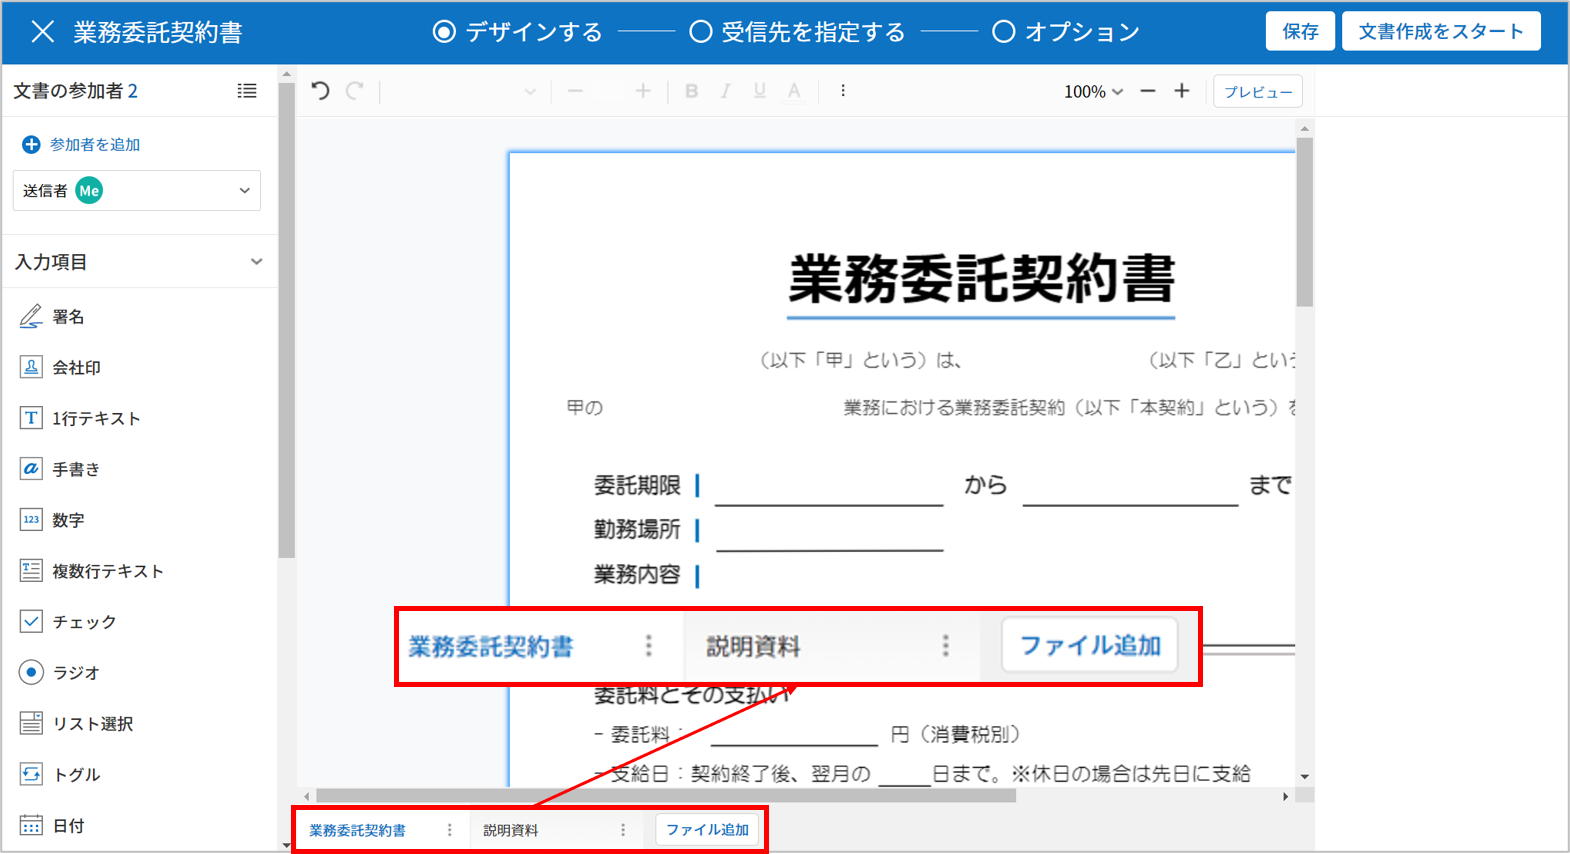 業務委託契約書
デザインする
受信先を指定する
オプション
保存
文書作成をスタート
文書の参加者 2
100%
プレビュー
参加者を追加
送信者 Me
入力項目
署名
会社印
1行テキスト
手書き
数字
複数行テキスト
チェック
ラジオ
リスト選択
トグル
日付
業務委託契約書
（以下「甲」という）は、 （以下「乙」という
甲の 業務における業務委託契約（以下「本契約」という）を
委託期限 から まで
勤務場所
業務内容
業務委託契約書 説明資料 ファイル追加
委託料とその支払い
- 委託料： 円（消費税別）
- 支給日：契約終了後、翌月の 日まで。※休日の場合は先日に支給
業務委託契約書 説明資料 ファイル追加